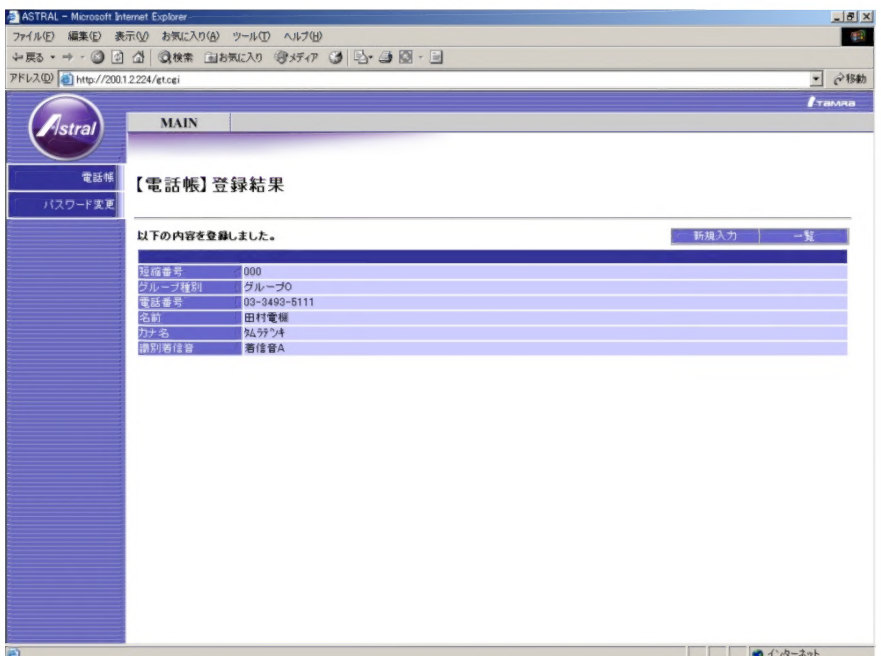 ASTRAL - Microsoft Internet Explorer
ファイル(F) 編集(E) 表示(V) お気に入り(A) ツール(T) ヘルプ(H)
戻る 検索 お気に入り メディア
アドレス(D) http://200.1.2.224/gt.cgi 移動
TAMURA
Astral MAIN
電話帳
パスワード変更
【電話帳】登録結果
以下の内容を登録しました。 新規入力 一覧
短縮番号 000
グループ種別 グループ0
電話番号 03-3493-5111
名前 田村電機
カナ名 ﾀﾑﾗﾃﾞﾝｷ
識別着信音 着信音A
インターネット